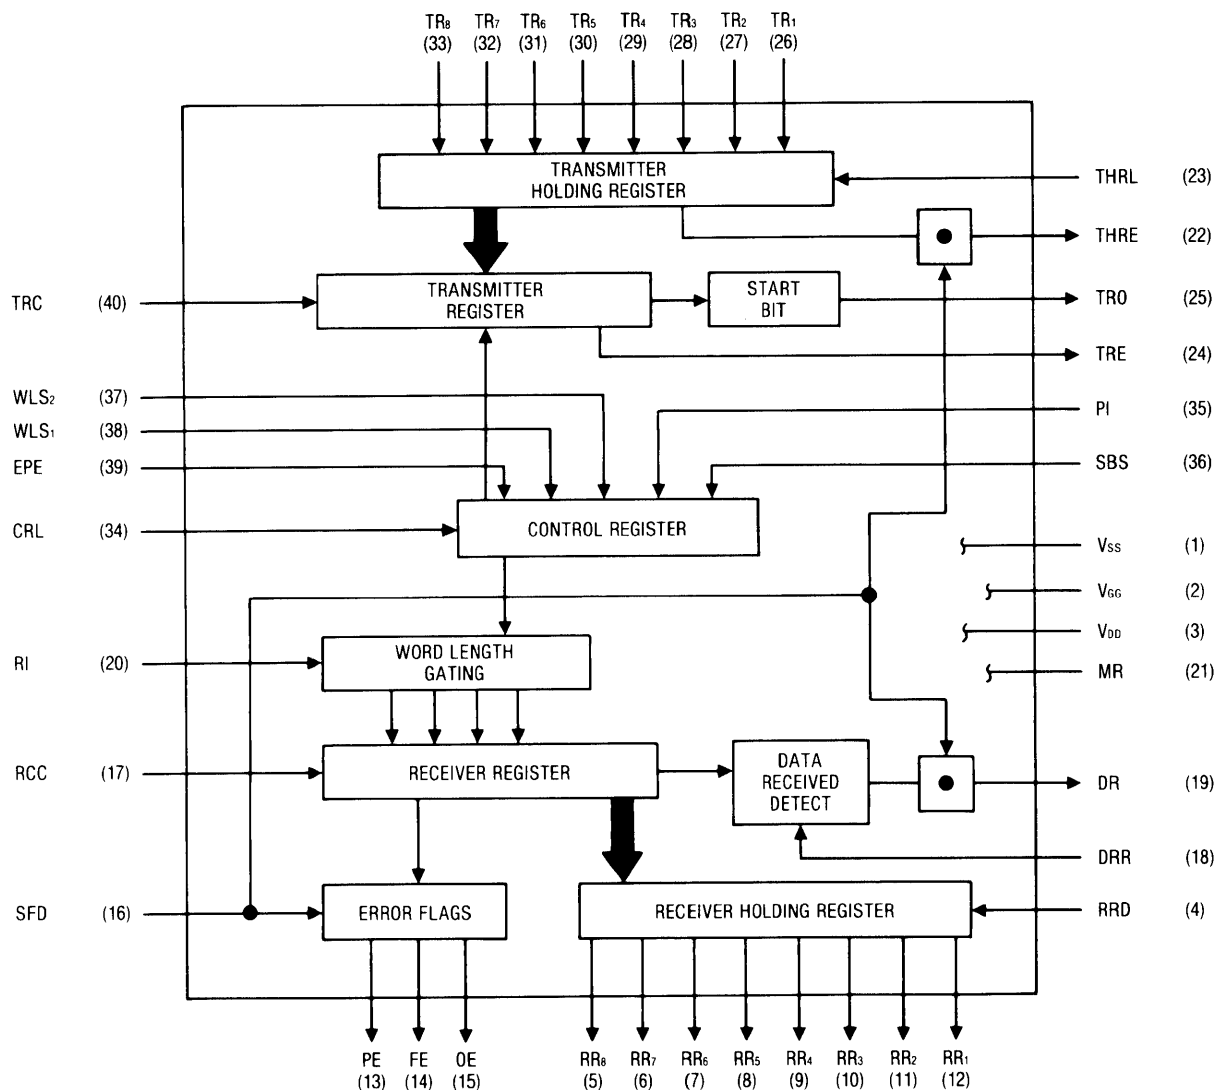 TR₈ TR₇ TR₆ TR₅ TR₄ TR₃ TR₂ TR₁
(33) (32) (31) (30) (29) (28) (27) (26)
TRANSMITTER
HOLDING REGISTER
THRL (23)
THRE (22)
TRC (40)
TRANSMITTER
REGISTER
START
BIT
TRO (25)
TRE (24)
WLS₂ (37)
PI (35)
WLS₁ (38)
EPE (39)
SBS (36)
CRL (34)
CONTROL REGISTER
VSS (1)
VGG (2)
VDD (3)
MR (21)
RI (20)
WORD LENGTH
GATING
RCC (17)
RECEIVER REGISTER
DATA
RECEIVED
DETECT
DR (19)
DRR (18)
SFD (16)
ERROR FLAGS
RECEIVER HOLDING REGISTER
RRD (4)
PE FE OE RR₈ RR₇ RR₆ RR₅ RR₄ RR₃ RR₂ RR₁
(13) (14) (15) (5) (6) (7) (8) (9) (10) (11) (12)